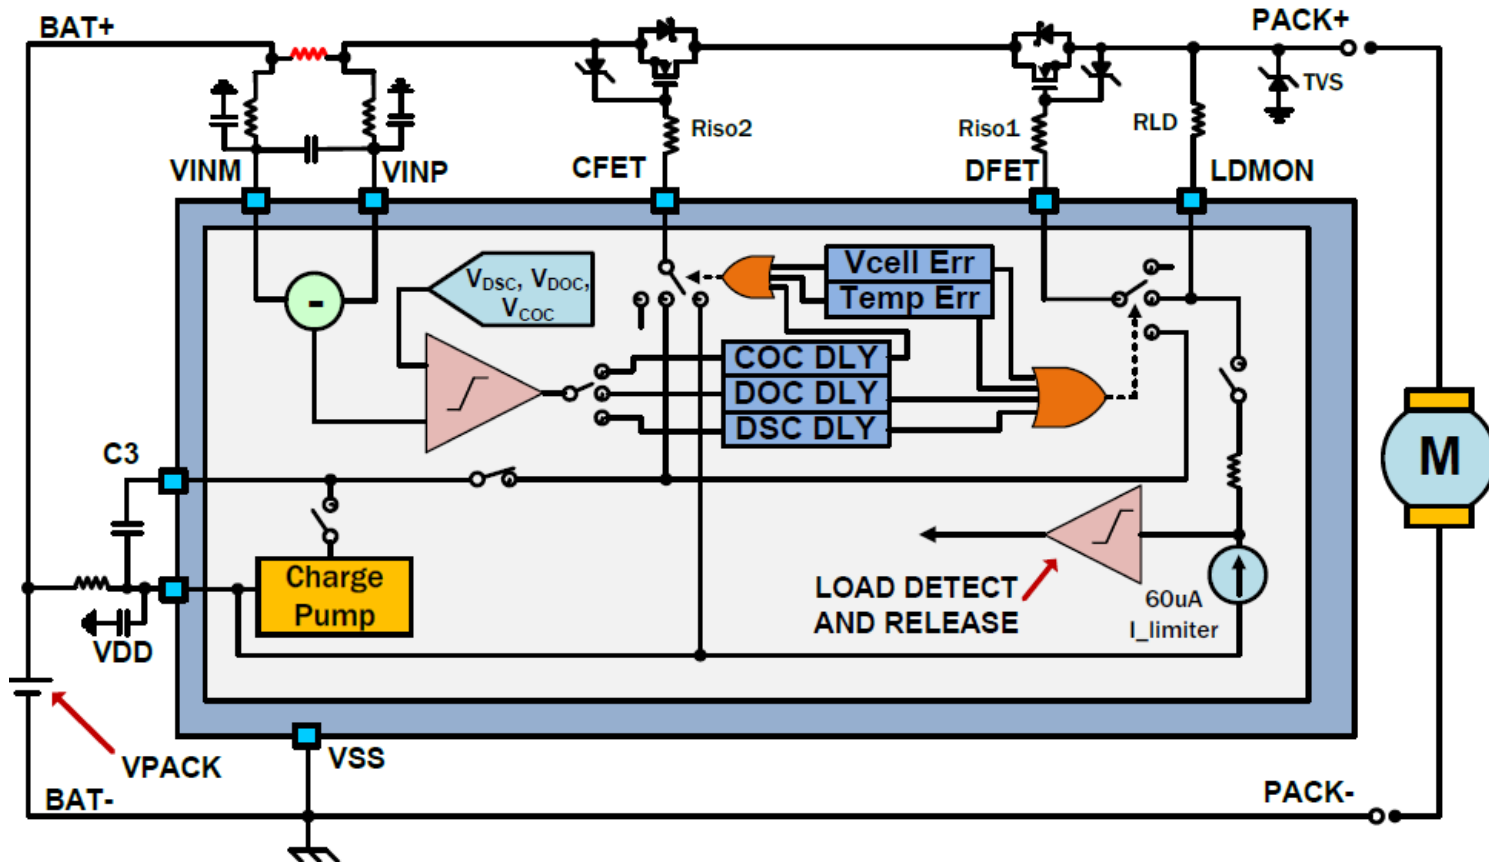 BAT+
PACK+
TVS
Riso2
Riso1
RLD
VINM
VINP
CFET
DFET
LDMON
-
VDSC, VDOC,
VCOC
Vcell Err
Temp Err
COC DLY
DOC DLY
DSC DLY
C3
M
Charge
Pump
LOAD DETECT
AND RELEASE
60uA
I_limiter
VDD
VPACK
VSS
BAT-
PACK-